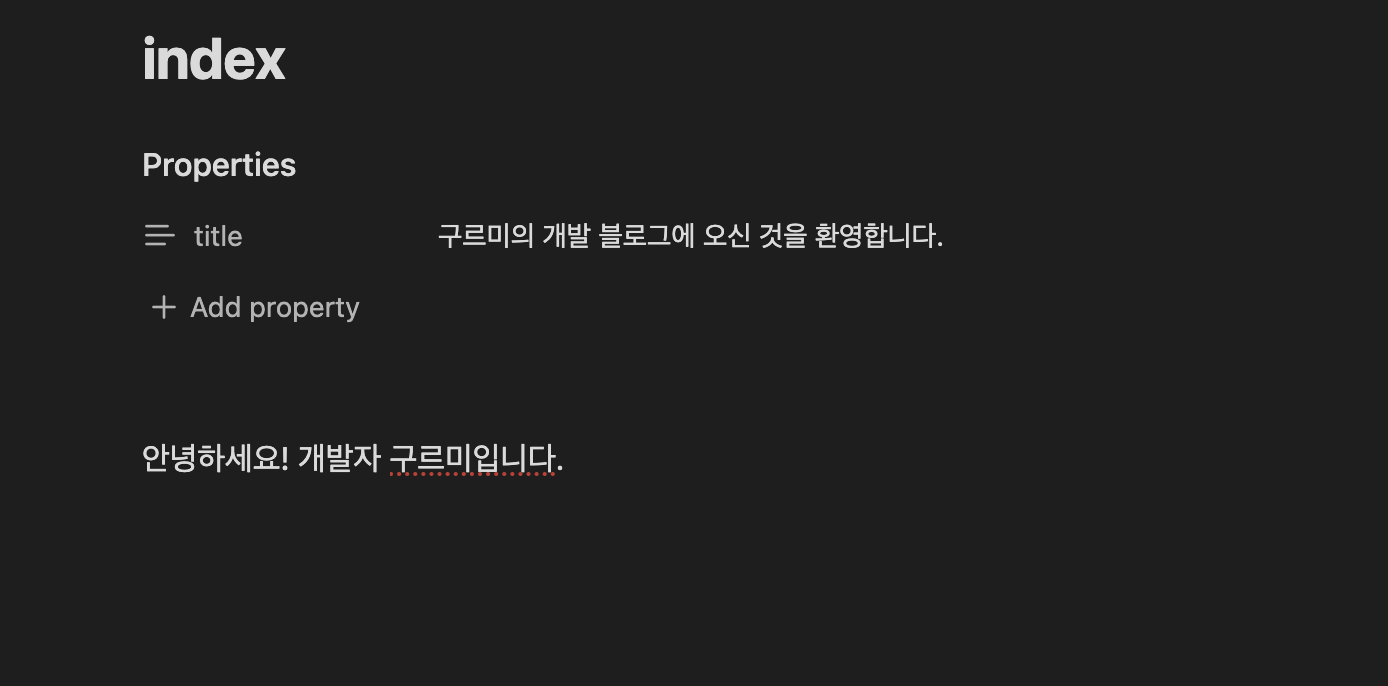 index
Properties
title 구르미의 개발 블로그에 오신 것을 환영합니다.
Add property
안녕하세요! 개발자 구르미입니다.